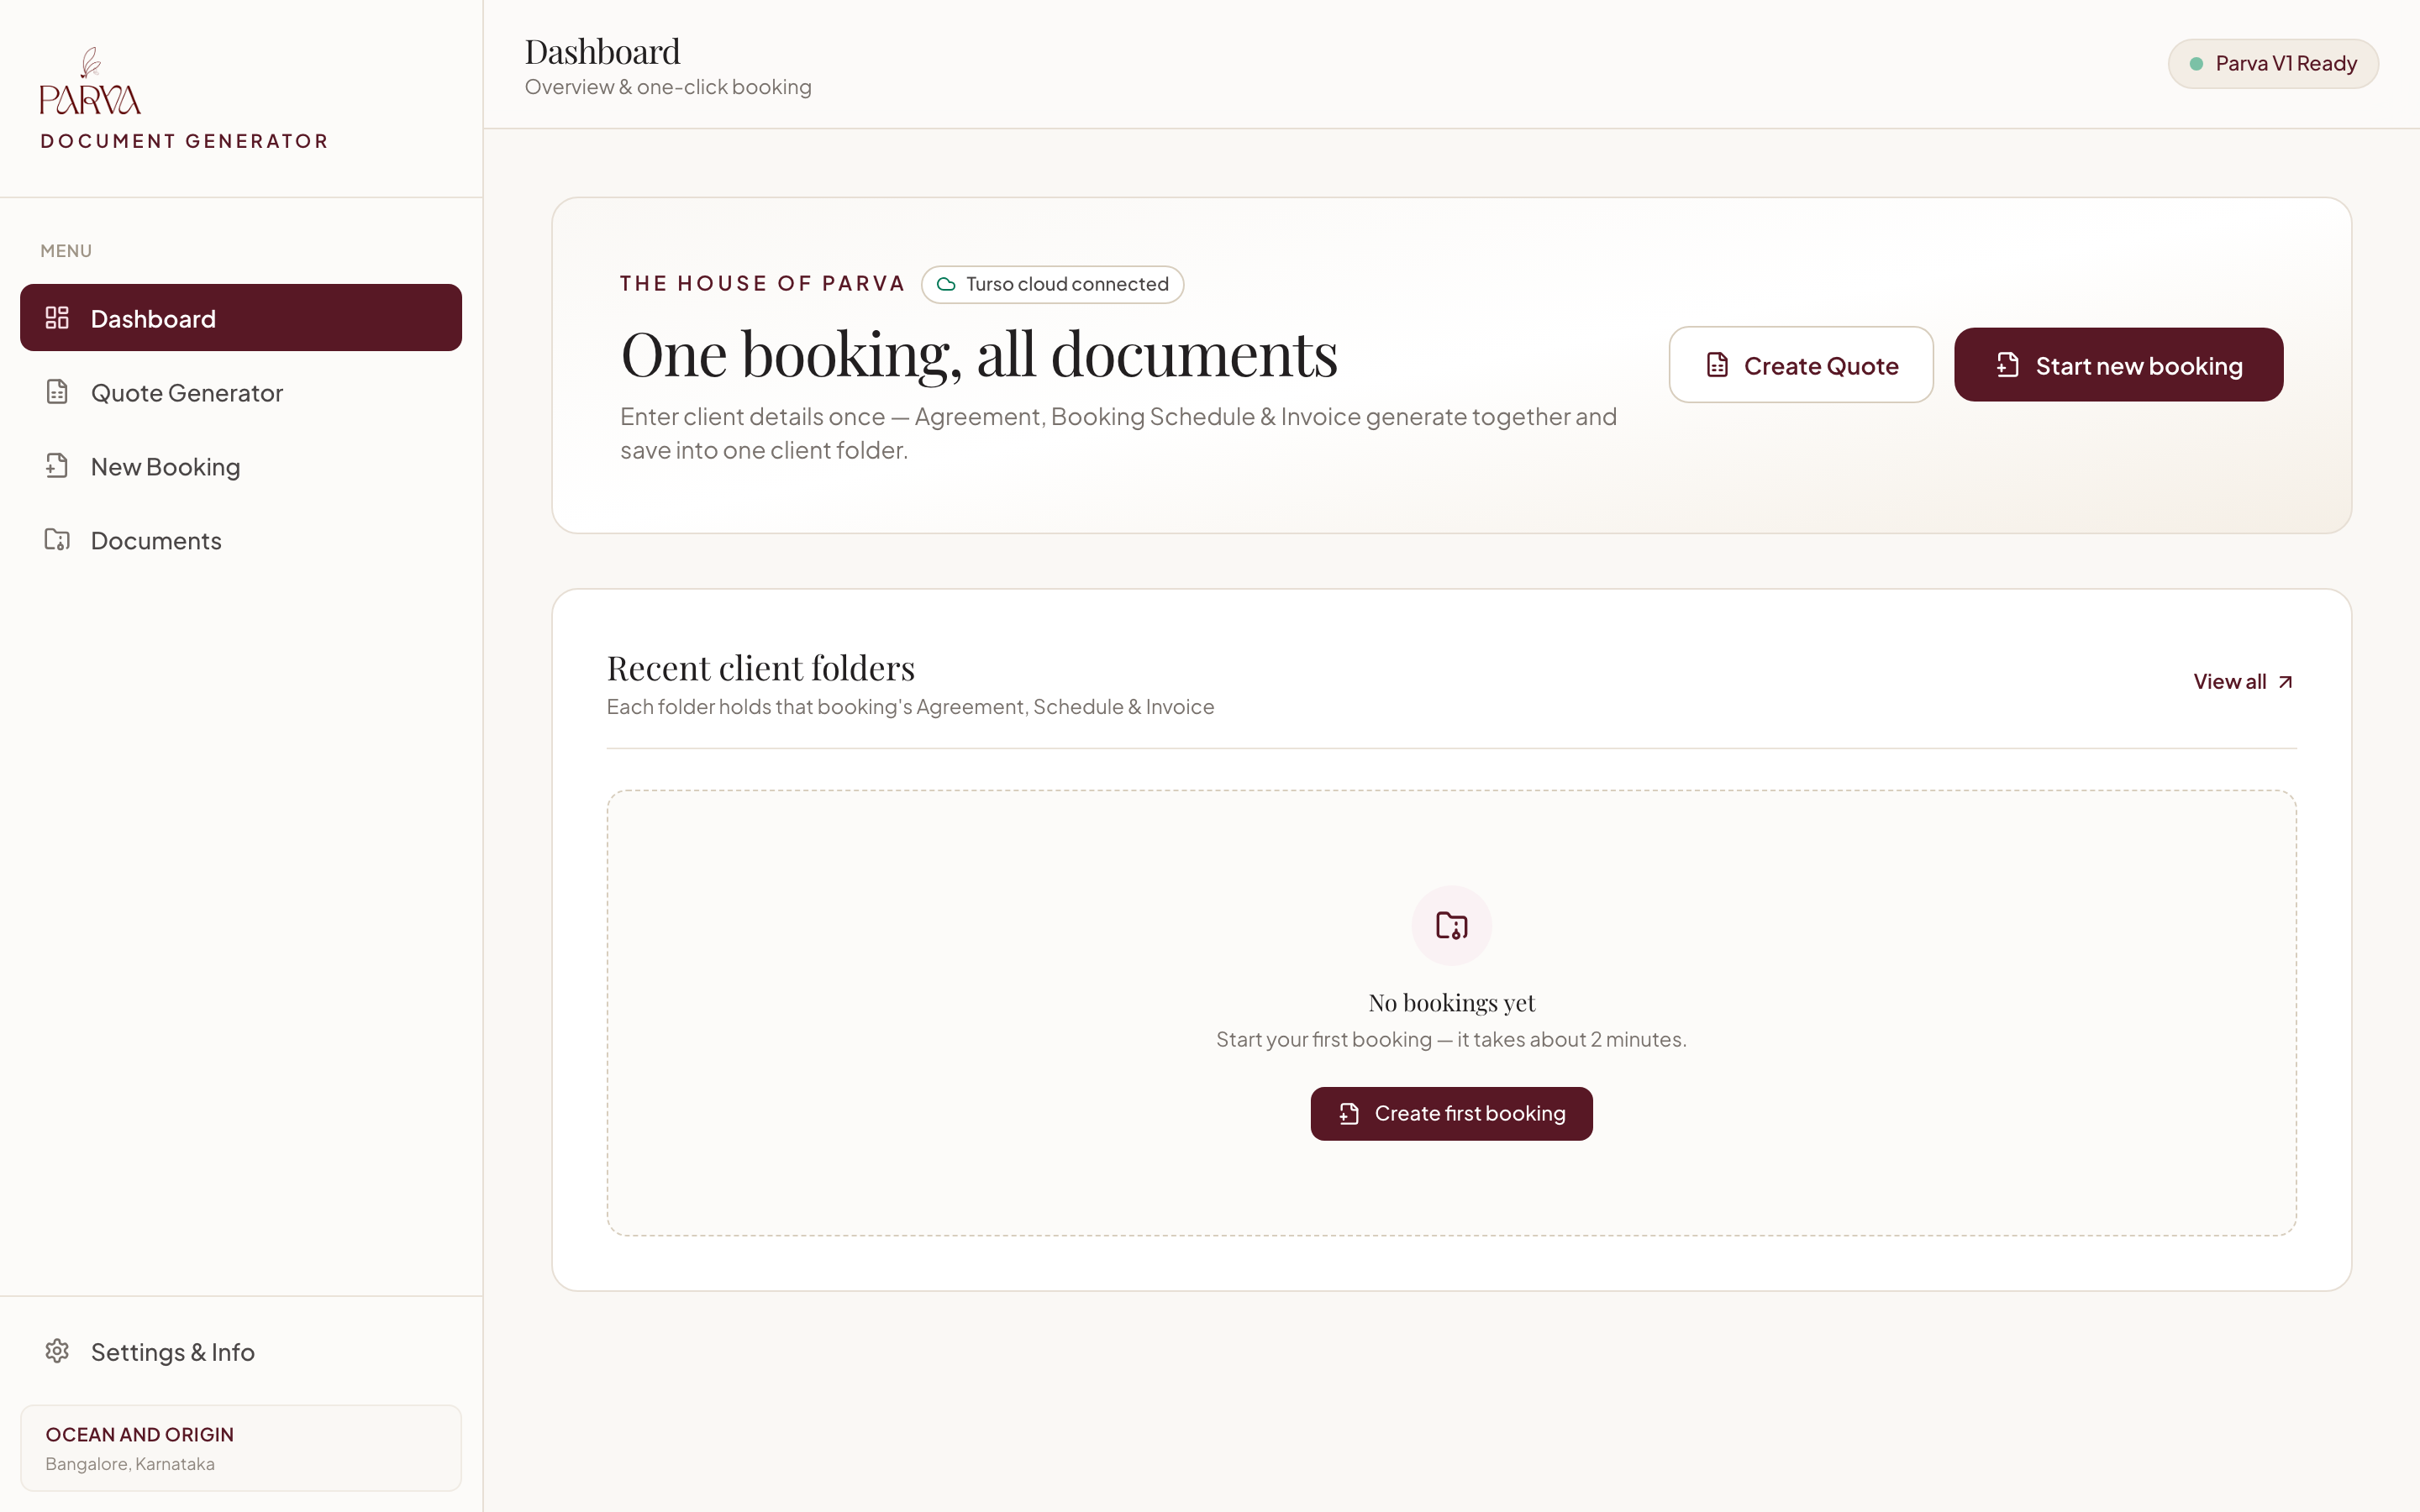 PARVA
DOCUMENT GENERATOR
MENU
Dashboard
Quote Generator
New Booking
Documents
Settings & Info
OCEAN AND ORIGIN
Bangalore, Karnataka
Dashboard
Overview & one-click booking
Parva V1 Ready
THE HOUSE OF PARVA
Turso cloud connected
One booking, all documents
Enter client details once — Agreement, Booking Schedule & Invoice generate together and
save into one client folder.
Create Quote
Start new booking
Recent client folders
Each folder holds that booking's Agreement, Schedule & Invoice
View all
No bookings yet
Start your first booking — it takes about 2 minutes.
Create first booking